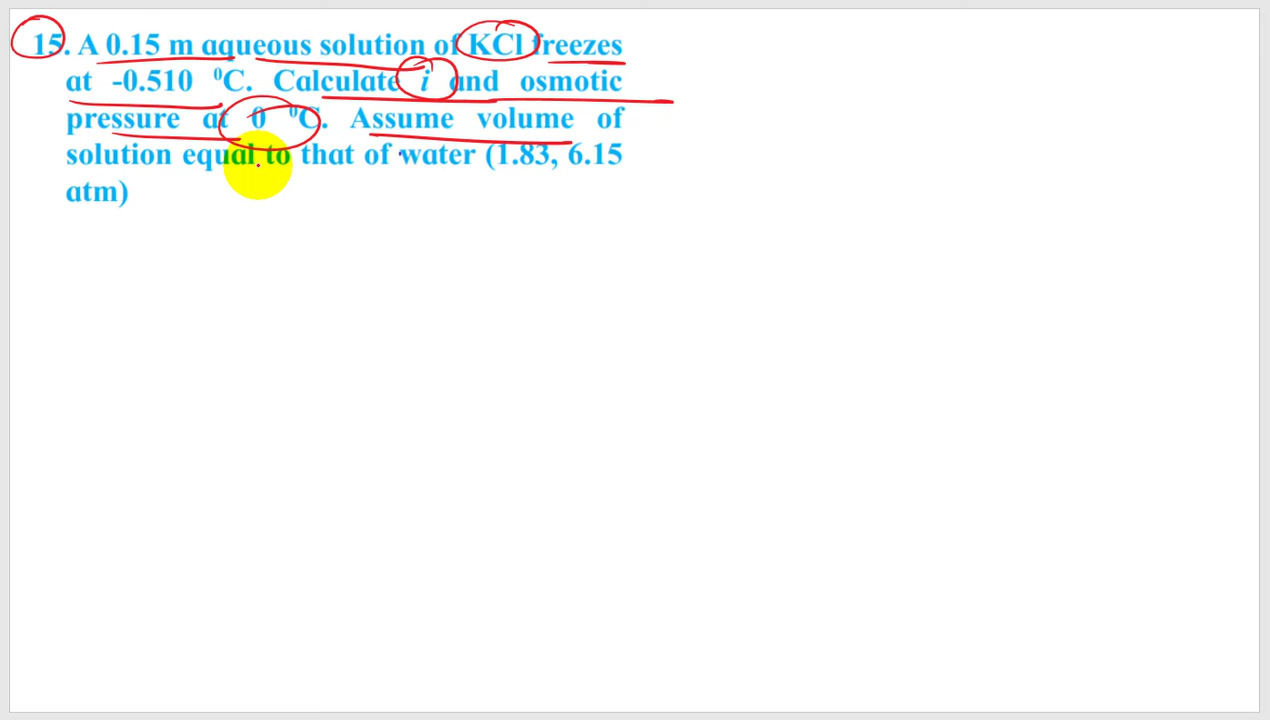 15. A 0.15 m aqueous solution of KCl freezes
at -0.510 ⁰C. Calculate i and osmotic
pressure at 0 ⁰C. Assume volume of
solution equal to that of water (1.83, 6.15
atm)